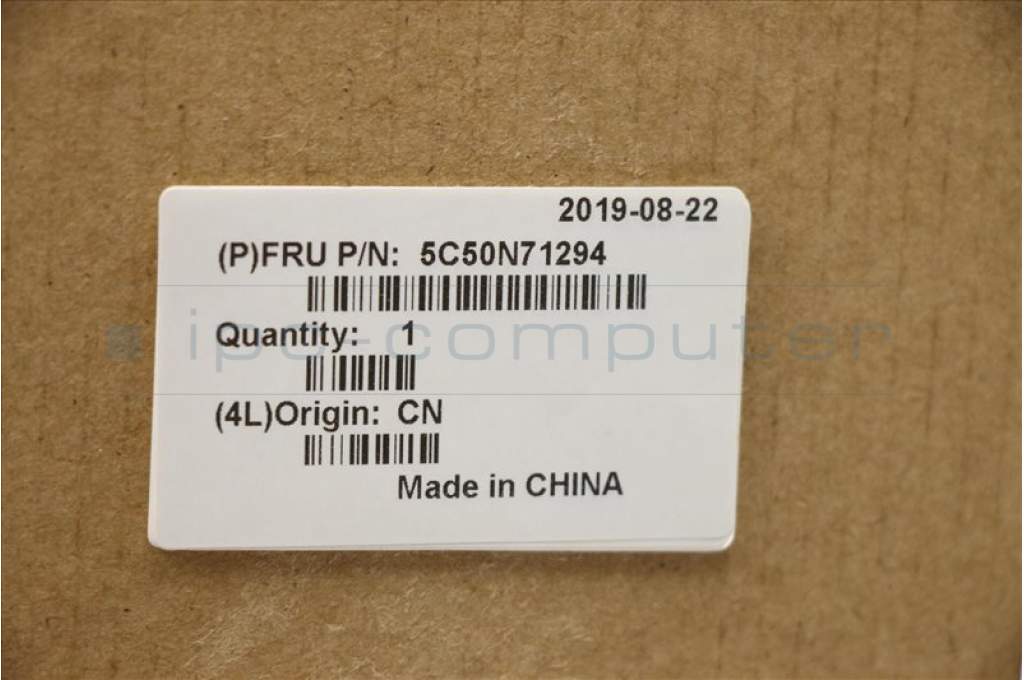 2019-08-22
(P)FRU P/N: 5C50N71294
Quantity: 1
ipc-computer
(4L)Origin: CN
Made in CHINA